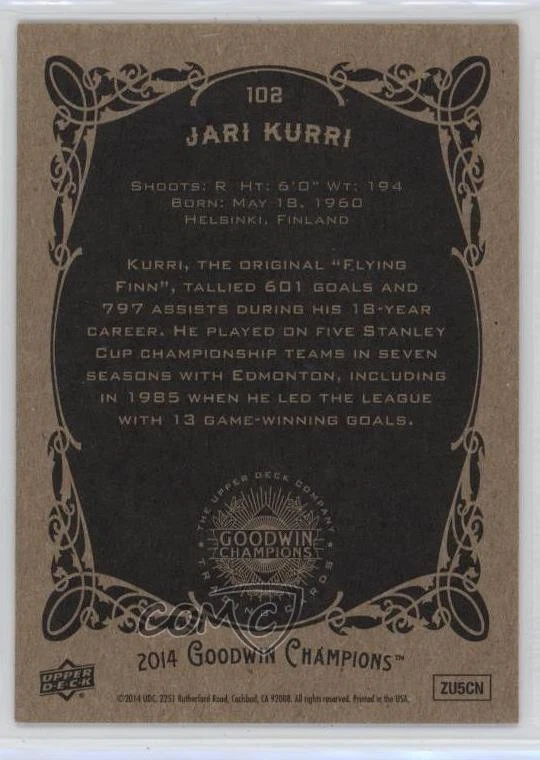 102
JARI KURRI
SHOOTS: R HT: 6'0" WT: 194
BORN: MAY 18, 1960
HELSINKI, FINLAND
KURRI, THE ORIGINAL "FLYING
FINN", TALLIED 601 GOALS AND
797 ASSISTS DURING HIS 18-YEAR
CAREER. HE PLAYED ON FIVE STANLEY
CUP CHAMPIONSHIP TEAMS IN SEVEN
SEASONS WITH EDMONTON, INCLUDING
IN 1985 WHEN HE LED THE LEAGUE
WITH 13 GAME-WINNING GOALS.
THE UPPER DECK COMPANY
GOODWIN
CHAMPIONS
TRADING CARDS
COMC
2014 GOODWIN CHAMPIONS™
UPPER
DECK®
©2014 UDC. 2251 Rutherford Road, Carlsbad, CA 92008. All rights reserved. Printed in the USA.
ZU5CN